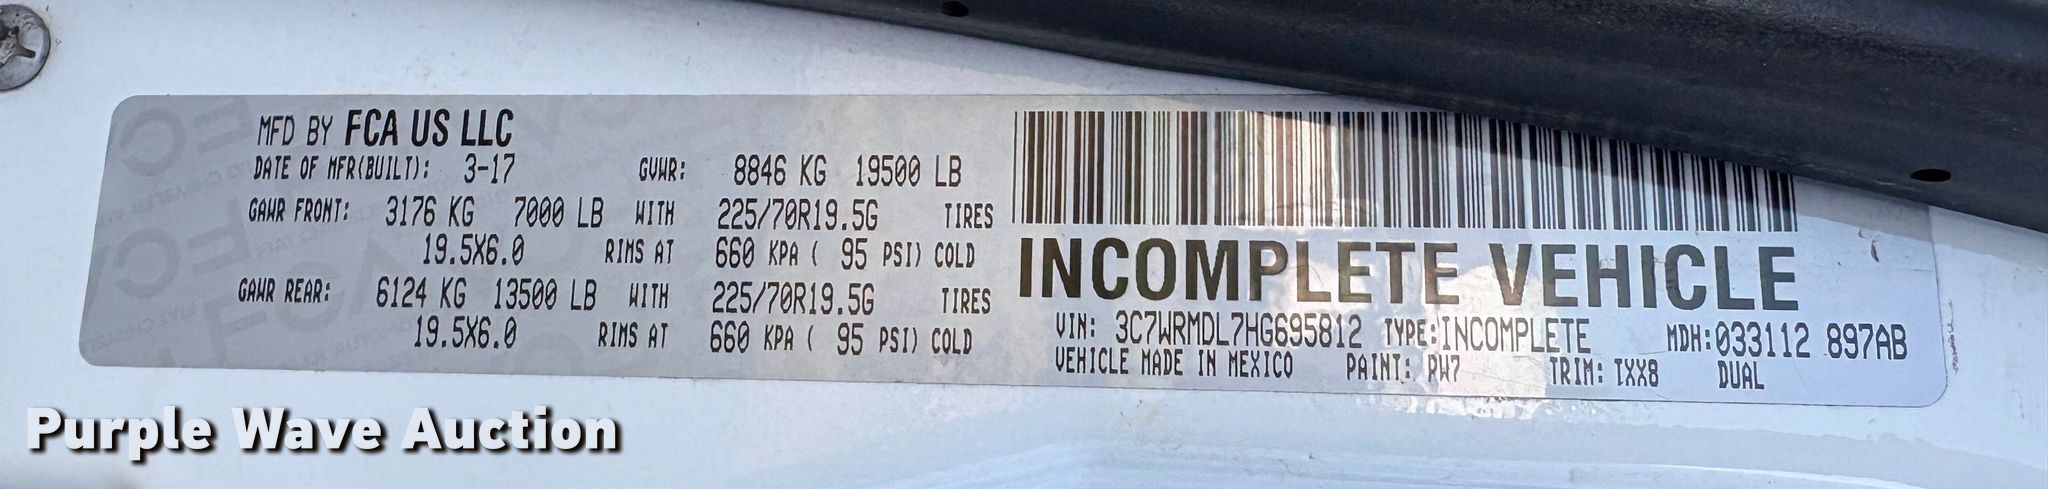 MFD BY FCA US LLC
DATE OF MFR(BUILT): 3-17 GVWR: 8846 KG 19500 LB
GAWR FRONT: 3176 KG 7000 LB WITH 225/70R19.5G TIRES
19.5X6.0 RIMS AT 660 KPA ( 95 PSI) COLD
GAWR REAR: 6124 KG 13500 LB WITH 225/70R19.5G TIRES
19.5X6.0 RIMS AT 660 KPA ( 95 PSI) COLD
INCOMPLETE VEHICLE
VIN: 3C7WRMDL7HG695812 TYPE:INCOMPLETE MDH:033112 897AB
VEHICLE MADE IN MEXICO PAINT: PW7 TRIM: TXX8 DUAL
Purple Wave Auction